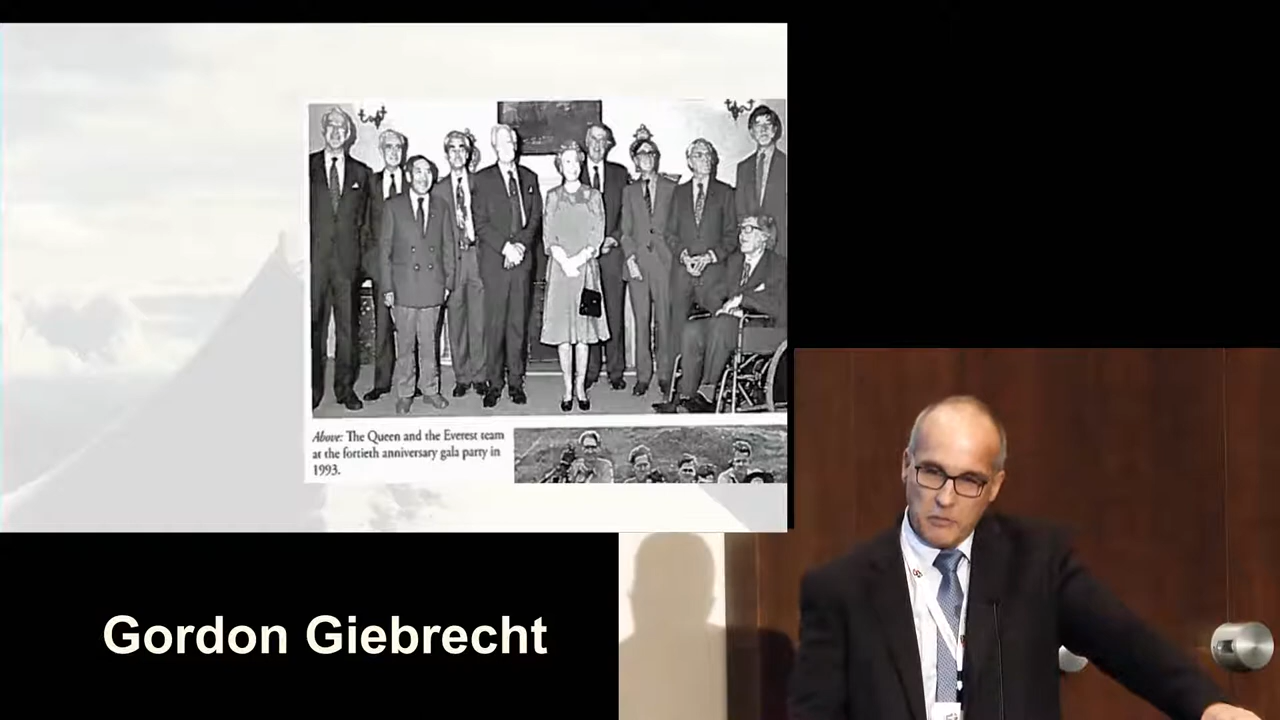 Above: The Queen and the Everest team
at the fortieth anniversary gala party in
1993.
Gordon Giebrecht